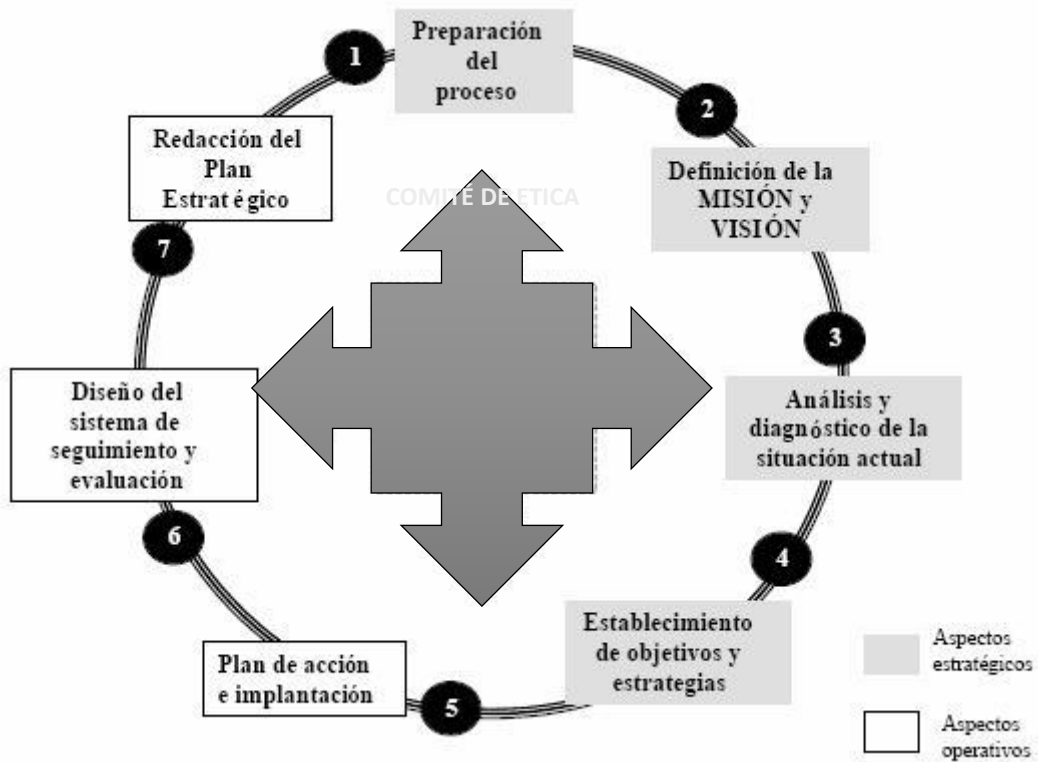 1
Preparación
del
proceso
2
Definición de la
MISIÓN y
VISIÓN
3
Análisis y
diagnóstico de la
situación actual
4
Establecimiento
de objetivos y
estrategias
5
Plan de acción
e implantación
6
Diseño del
sistema de
seguimiento y
evaluación
7
Redacción del
Plan
Estratégico
COMITÉ DE ETICA
Aspectos
estratégicos
Aspectos
operativos